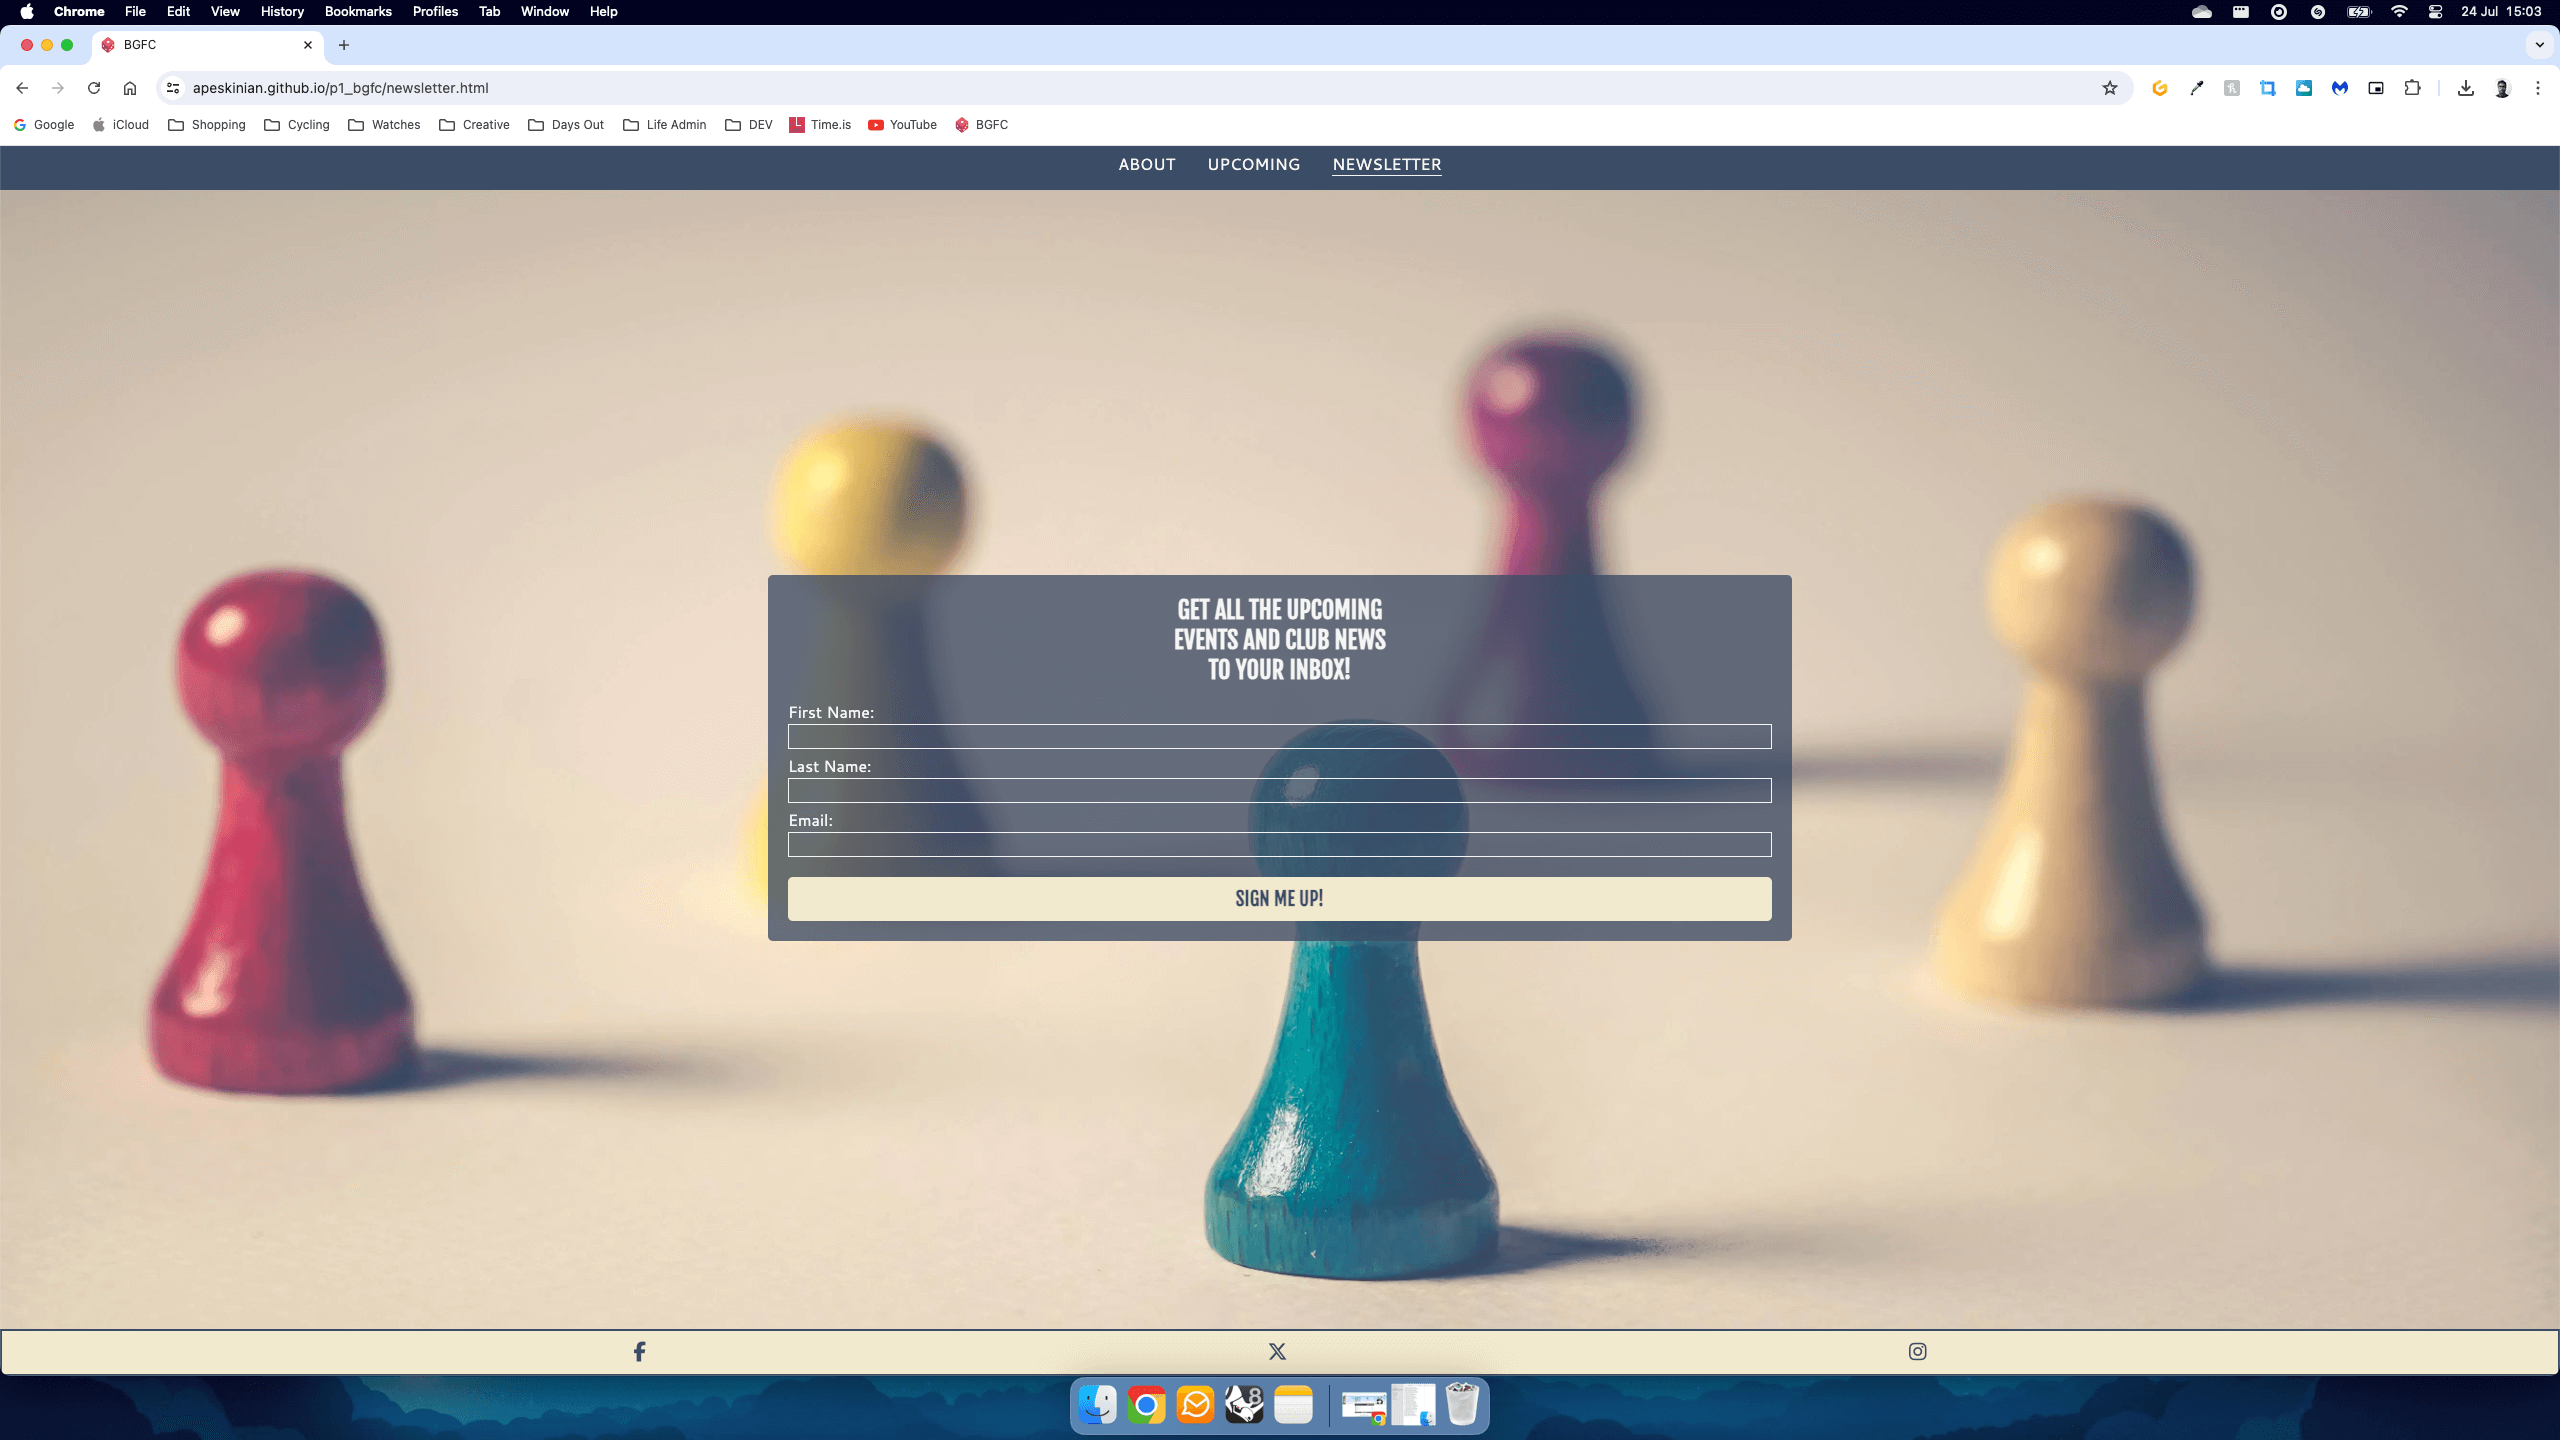 Chrome File Edit View History Bookmarks Profiles Tab Window Help 24 Jul 15:03
BGFC
apeskinian.github.io/p1_bgfc/newsletter.html
Google iCloud Shopping Cycling Watches Creative Days Out Life Admin DEV Time.is YouTube BGFC
ABOUT UPCOMING NEWSLETTER
GET ALL THE UPCOMING
EVENTS AND CLUB NEWS
TO YOUR INBOX!
First Name:
Last Name:
Email:
SIGN ME UP!
8